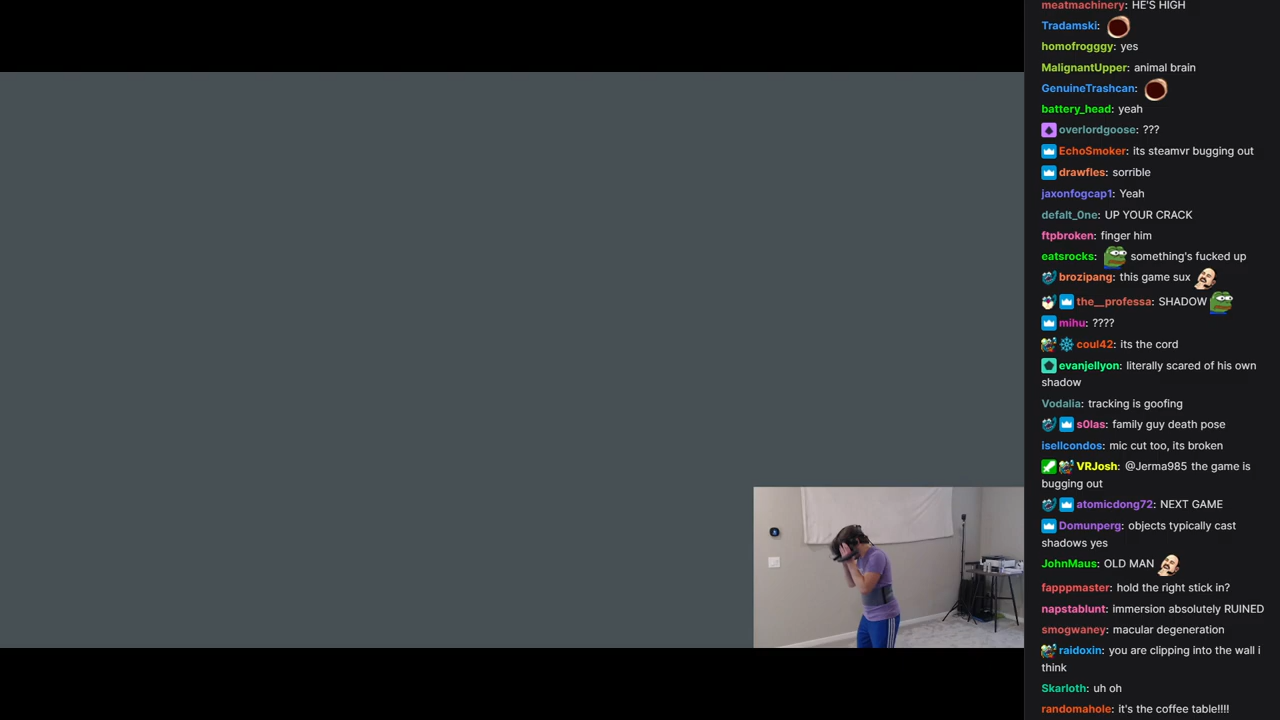 meatmachinery: HE'S HIGH
Tradamski:
homofrogggy: yes
MalignantUpper: animal brain
GenuineTrashcan:
battery_head: yeah
overlordgoose: ???
EchoSmoker: its steamvr bugging out
drawfles: sorrible
jaxonfogcap1: Yeah
defalt_0ne: UP YOUR CRACK
ftpbroken: finger him
eatsrocks: something's fucked up
brozipang: this game sux
the__professa: SHADOW
mihu: ????
coul42: its the cord
evanjellyon: literally scared of his own
shadow
Vodalia: tracking is goofing
s0las: family guy death pose
isellcondos: mic cut too, its broken
VRJosh: @Jerma985 the game is
bugging out
atomicdong72: NEXT GAME
Domunperg: objects typically cast
shadows yes
JohnMaus: OLD MAN
fapppmaster: hold the right stick in?
napstablunt: immersion absolutely RUINED
smogwaney: macular degeneration
raidoxin: you are clipping into the wall i
think
Skarloth: uh oh
randomahole: it's the coffee table!!!!